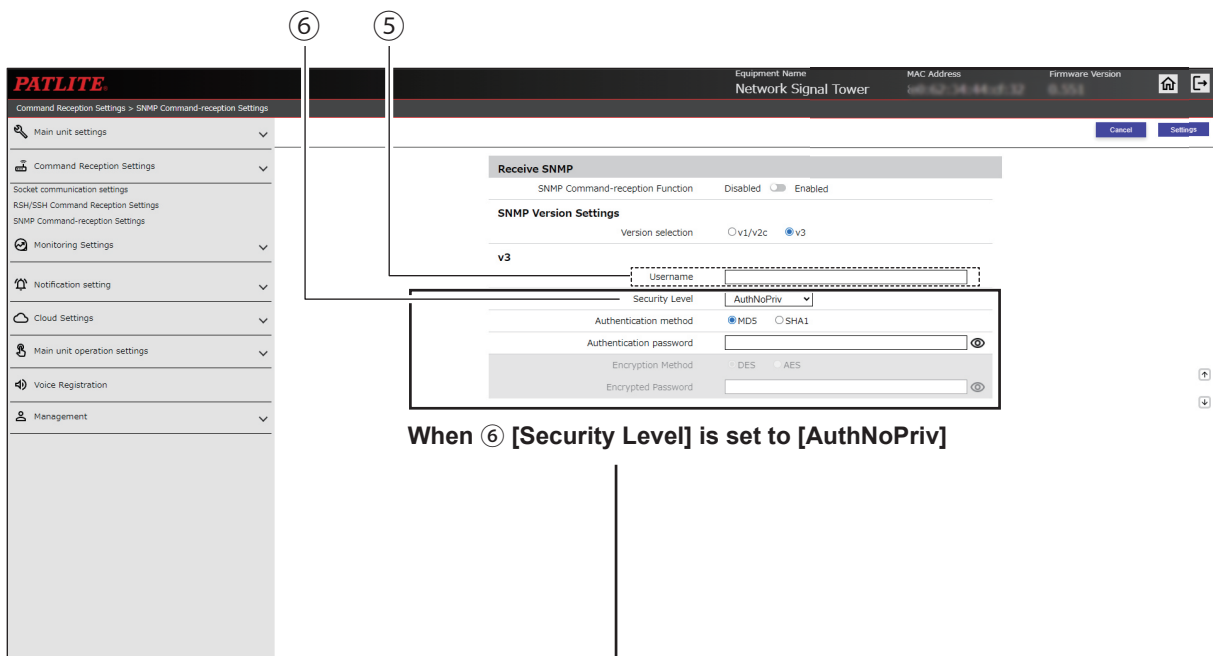 ⑥ ⑤
PATLITE
Equipment Name MAC Address Firmware Version
Network Signal Tower
Command Reception Settings > SNMP Command-reception Settings
Main unit settings
Cancel Settings
Command Reception Settings
Socket communication settings
RSH/SSH Command Reception Settings
SNMP Command-reception Settings
Monitoring Settings
Notification setting
Cloud Settings
Main unit operation settings
Voice Registration
Management
Receive SNMP
SNMP Command-reception Function Disabled Enabled
SNMP Version Settings
Version selection v1/v2c v3
v3
Username
Security Level AuthNoPriv
Authentication method MD5 SHA1
Authentication password
Encryption Method DES AES
Encrypted Password
When ⑥ [Security Level] is set to [AuthNoPriv]